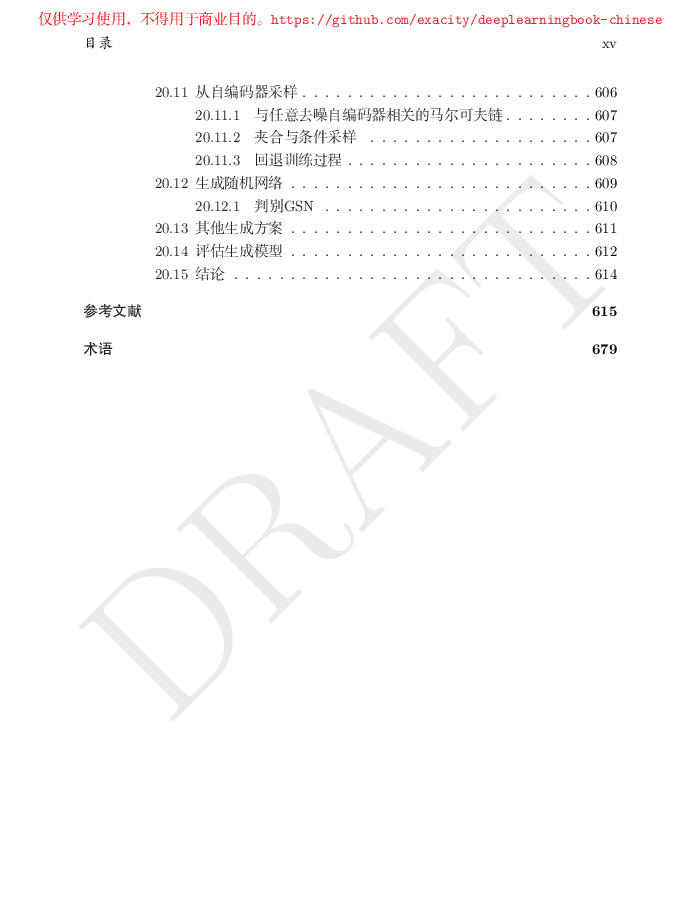 仅供学习使用，不得用于商业目的。https://github.com/exacity/deeplearningbook-chinese
目录 xv
20.11 从自编码器采样 . . . . . . . . . . . . . . . . . . . . . . . . . . 606
20.11.1 与任意去噪自编码器相关的马尔可夫链 . . . . . . . . 607
20.11.2 夹合与条件采样 . . . . . . . . . . . . . . . . . . . . 607
20.11.3 回退训练过程 . . . . . . . . . . . . . . . . . . . . . . 608
20.12 生成随机网络 . . . . . . . . . . . . . . . . . . . . . . . . . . . 609
20.12.1 判别GSN . . . . . . . . . . . . . . . . . . . . . . . . 610
20.13 其他生成方案 . . . . . . . . . . . . . . . . . . . . . . . . . . . 611
20.14 评估生成模型 . . . . . . . . . . . . . . . . . . . . . . . . . . . 612
20.15 结论 . . . . . . . . . . . . . . . . . . . . . . . . . . . . . . . . 614
参考文献 615
术语 679
DRAFT